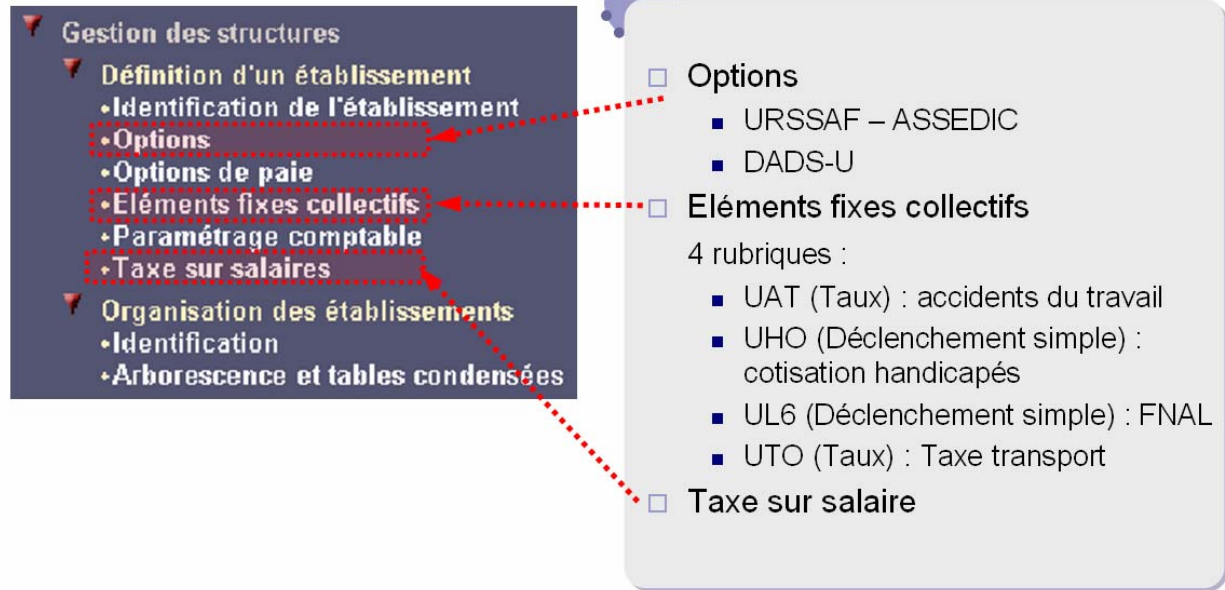 Gestion des structures
Définition d'un établissement
Identification de l'établissement
Options
Options de paie
Eléments fixes collectifs
Paramétrage comptable
Taxe sur salaires
Organisation des établissements
Identification
Arborescence et tables condensées
Options
URSSAF – ASSEDIC
DADS-U
Eléments fixes collectifs
4 rubriques :
UAT (Taux) : accidents du travail
UHO (Déclenchement simple) :
cotisation handicapés
UL6 (Déclenchement simple) : FNAL
UTO (Taux) : Taxe transport
Taxe sur salaire